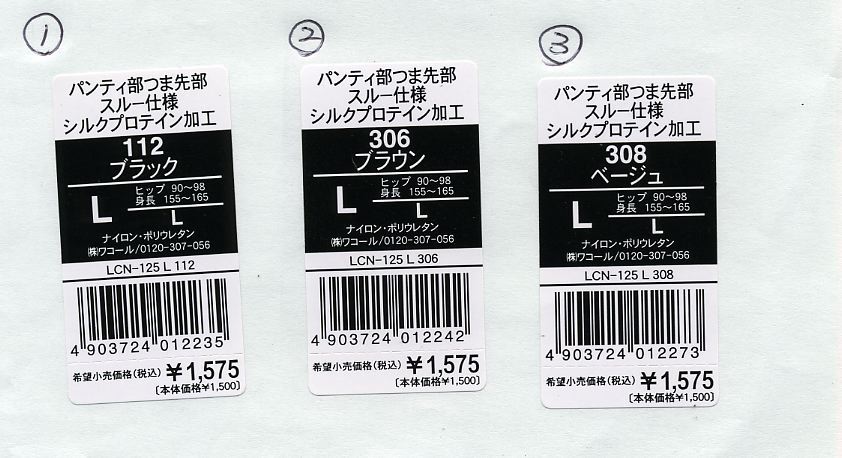 ①
パンティ部つま先部
スルー仕様
シルクプロテイン加工
112
ブラック
L
ヒップ 90〜98
身長 155〜165
L
ナイロン・ポリウレタン
㈱ワコール/0120-307-056
LCN-125 L 112
4 903724 012235
希望小売価格(税込) ¥1,575
〔本体価格¥1,500〕
②
パンティ部つま先部
スルー仕様
シルクプロテイン加工
306
ブラウン
L
ヒップ 90〜98
身長 155〜165
L
ナイロン・ポリウレタン
㈱ワコール/0120-307-056
LCN-125 L 306
4 903724 012242
希望小売価格(税込) ¥1,575
〔本体価格¥1,500〕
③
パンティ部つま先部
スルー仕様
シルクプロテイン加工
308
ベージュ
L
ヒップ 90〜98
身長 155〜165
L
ナイロン・ポリウレタン
㈱ワコール/0120-307-056
LCN-125 L 308
4 903724 012273
希望小売価格(税込) ¥1,575
〔本体価格¥1,500〕